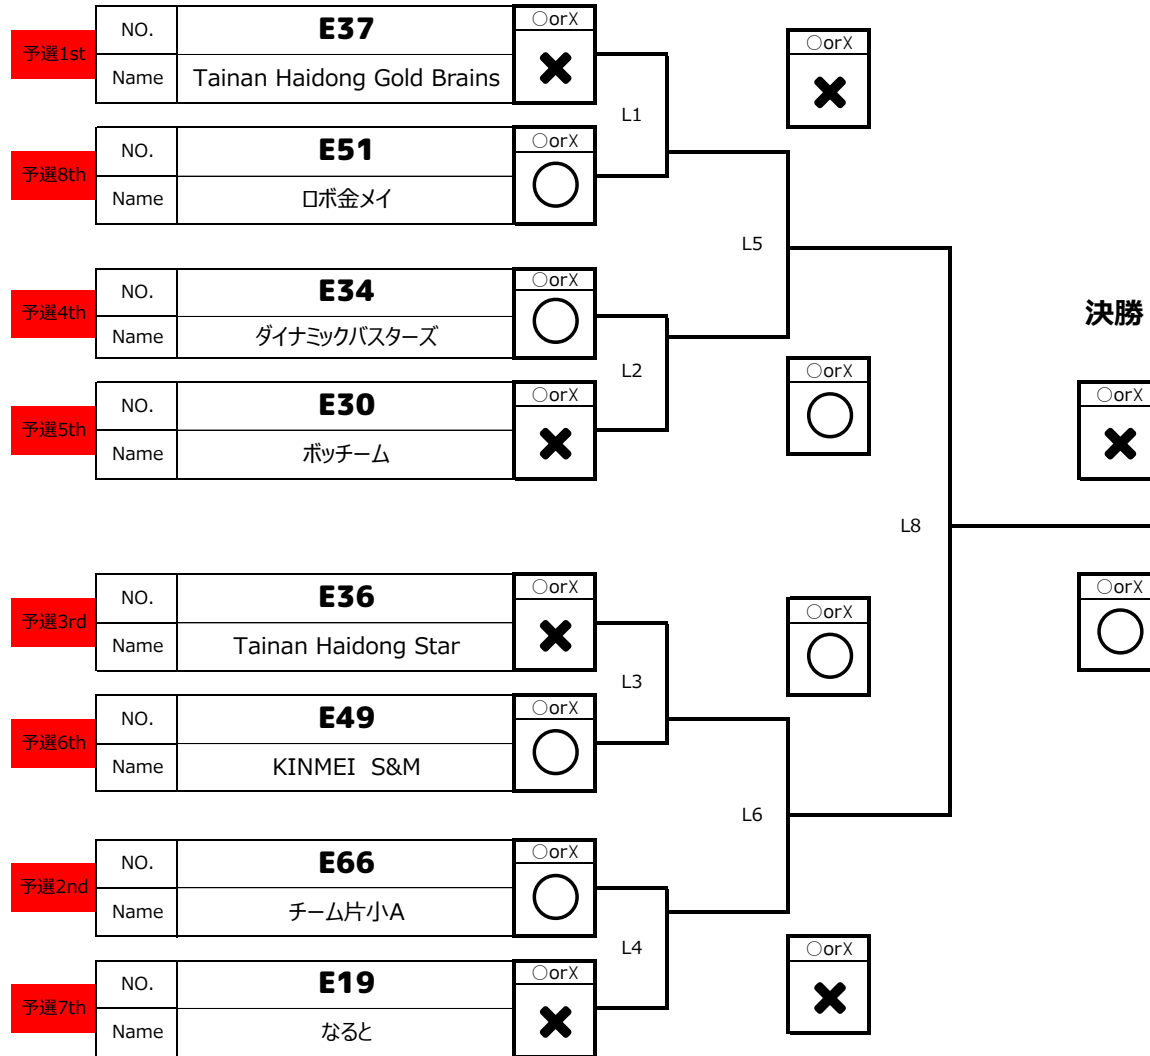 予選1st
NO.
E37
Name
Tainan Haidong Gold Brains
○orX
✖
L1
○orX
✖
予選8th
NO.
E51
Name
ロボ金メイ
○orX
○
L5
予選4th
NO.
E34
Name
ダイナミックバスターズ
○orX
○
決勝
L2
○orX
○
予選5th
NO.
E30
Name
ボッチーム
○orX
✖
○orX
✖
L8
予選3rd
NO.
E36
Name
Tainan Haidong Star
○orX
✖
○orX
○
○orX
○
L3
予選6th
NO.
E49
Name
KINMEI S&M
○orX
○
L6
予選2nd
NO.
E66
Name
チーム片小A
○orX
○
L4
○orX
✖
予選7th
NO.
E19
Name
なると
○orX
✖